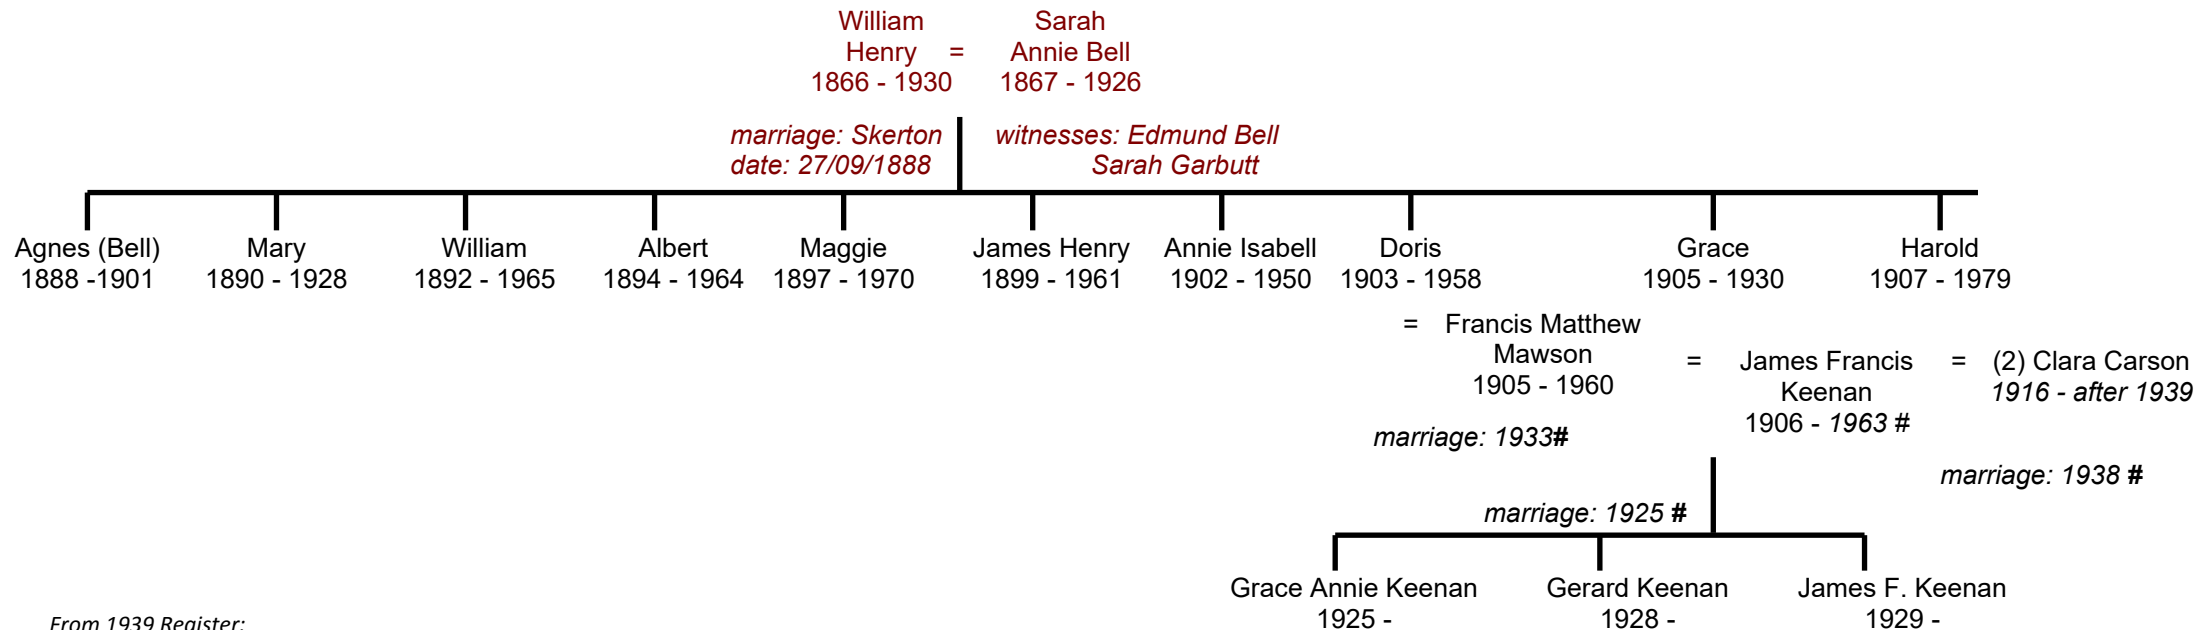 William Henry = Sarah Annie Bell
1866 - 1930 1867 - 1926
marriage: Skerton witnesses: Edmund Bell
date: 27/09/1888 Sarah Garbutt
Agnes (Bell) Mary William Albert Maggie James Henry Annie Isabell Doris Grace Harold
1888 -1901 1890 - 1928 1892 - 1965 1894 - 1964 1897 - 1970 1899 - 1961 1902 - 1950 1903 - 1958 1905 - 1930 1907 - 1979
= Francis Matthew
Mawson
1905 - 1960
= James Francis = (2) Clara Carson
Keenan 1916 - after 1939
1906 - 1963 #
marriage: 1933#
marriage: 1938 #
marriage: 1925 #
Grace Annie Keenan Gerard Keenan James F. Keenan
1925 - 1928 - 1929 -
From 1939 Register: